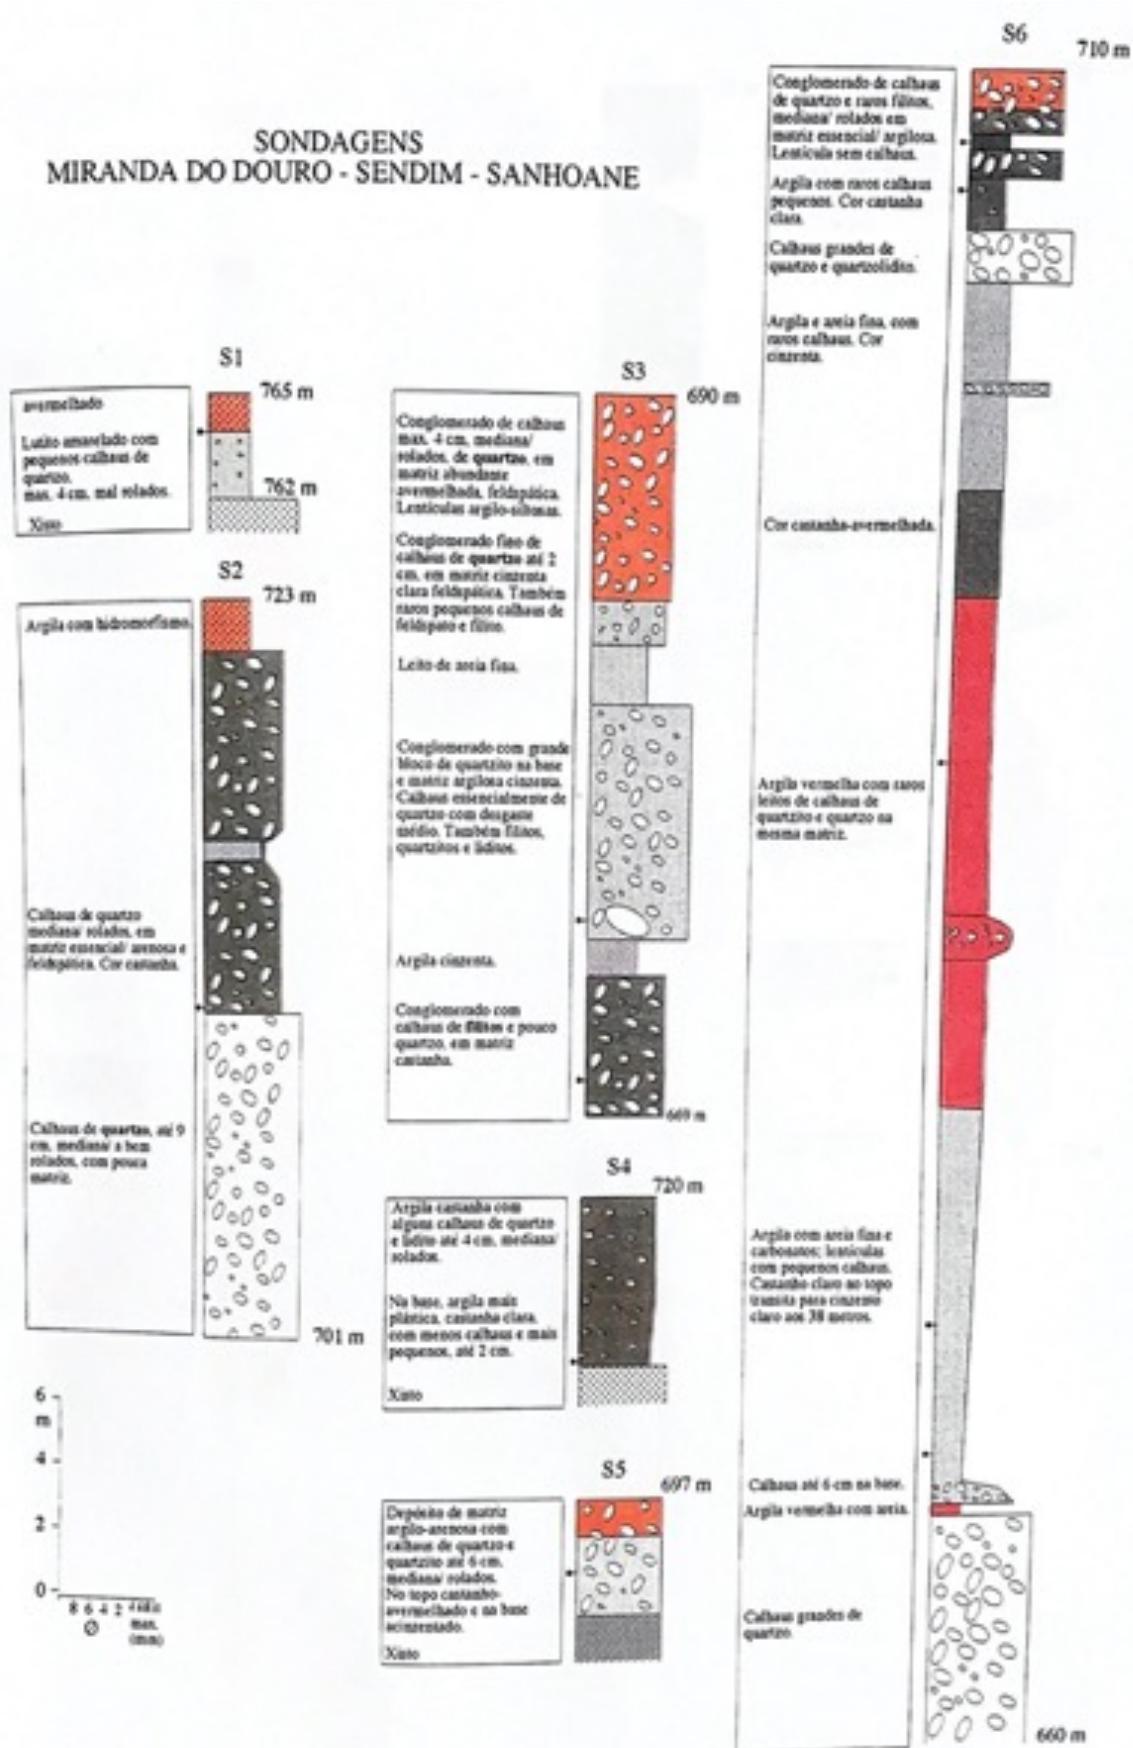 SONDAGENS
MIRANDA DO DOURO - SENDIM - SANHOANE
S1
765 m
avermelhado
Lutito amarelado com
pequenos calhaus de
quartzo,
max. 4 cm, mal rolados.
762 m
Xisto
S2
723 m
Argila com hidromorfismo.
Calhaus de quartzo
mediana/ rolados, em
matriz essencial/ arenosa e
feldspática. Cor castanha.
Calhaus de quartzo, até 9
cm, mediana/ a bem
rolados, com pouca
matriz.
701 m
6
m
4
2
0
8 6 4 2
Ø
max.
(mm)
S3
690 m
Conglomerado de calhaus
max. 4 cm, mediana/
rolados, de quartzo, em
matriz abundante
avermelhada, feldspática.
Lentículas argilo-siltosas.
Conglomerado fino de
calhaus de quartzo até 2
cm, em matriz cinzenta
clara feldspática. Também
raros pequenos calhaus de
feldspato e filito.
Leito de areia fina.
Conglomerado com grande
bloco de quartzito na base
e matriz argilosa cinzenta.
Calhaus essencialmente de
quartzo com desgaste
médio. Também filitos,
quartzitos e liditos.
Argila cinzenta.
Conglomerado com
calhaus de filitos e pouco
quartzo, em matriz
castanha.
669 m
S4
720 m
Argila castanha com
alguns calhaus de quartzo
e lidito até 4 cm, mediana/
rolados.
Na base, argila mais
plástica, castanha clara,
com menos calhaus e mais
pequenos, até 2 cm.
Xisto
S5
697 m
Depósito de matriz
argilo-arenosa com
calhaus de quartzo e
quartzito até 6 cm,
mediana/ rolados.
No topo castanho-
avermelhado e na base
acinzentado.
Xisto
S6
710 m
Conglomerado de calhaus
de quartzo e raros filitos,
mediana/ rolados em
matriz essencial/ argilosa.
Lentícula sem calhaus.
Argila com raros calhaus
pequenos. Cor castanha
clara.
Calhaus grandes de
quartzo e quartzolidito.
Argila e areia fina, com
raros calhaus. Cor
cinzenta.
Cor castanha-avermelhada.
Argila vermelha com raros
leitos de calhaus de
quartzito e quartzo na
mesma matriz.
Argila com areia fina e
carbonatos; lentículas
com pequenos calhaus.
Castanho claro no topo
transita para cinzento
claro aos 38 metros.
Calhaus até 6 cm na base.
Argila vermelha com areia.
Calhaus grandes de
quartzo.
660 m